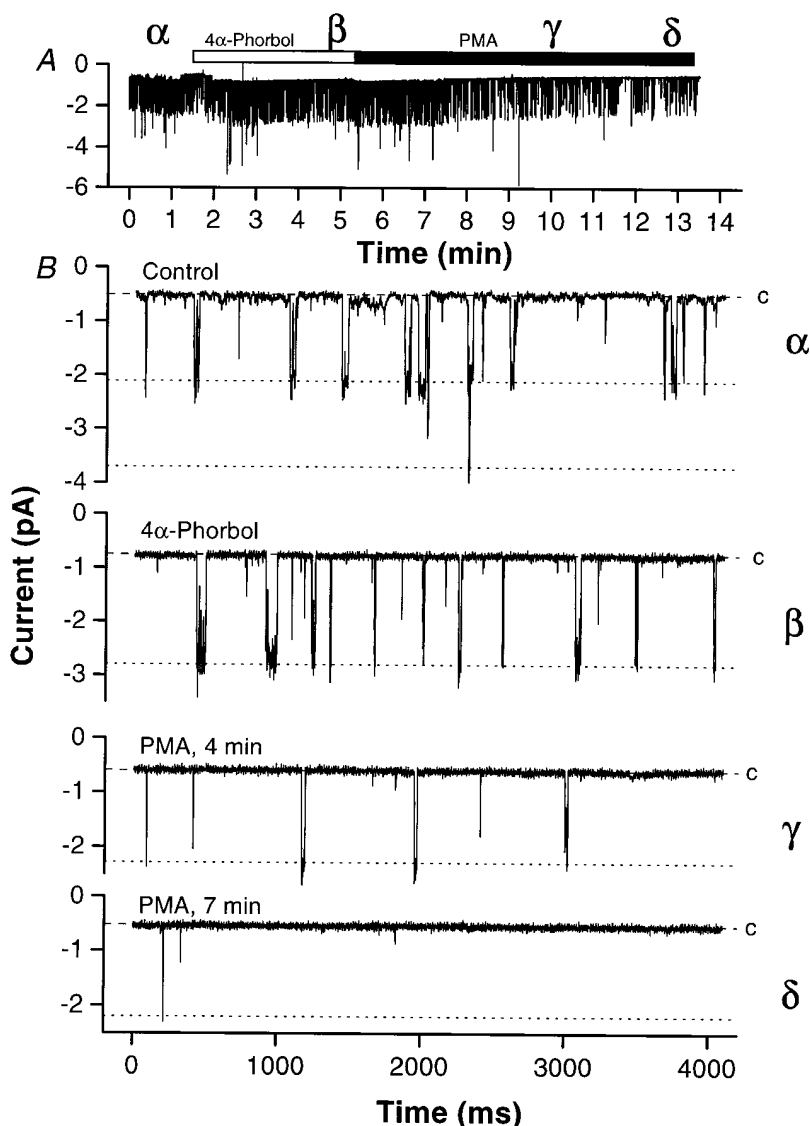 α β γ δ
4α-Phorbol PMA
A
0
-2
-4
-6
0 1 2 3 4 5 6 7 8 9 10 11 12 13 14
Time (min)
B
0
-1
-2
-3
-4
Control
c
α
Current (pA)
0
-1
-2
-3
4α-Phorbol
c
β
0
-1
-2
PMA, 4 min
c
γ
0
-1
-2
PMA, 7 min
c
δ
0 1000 2000 3000 4000
Time (ms)